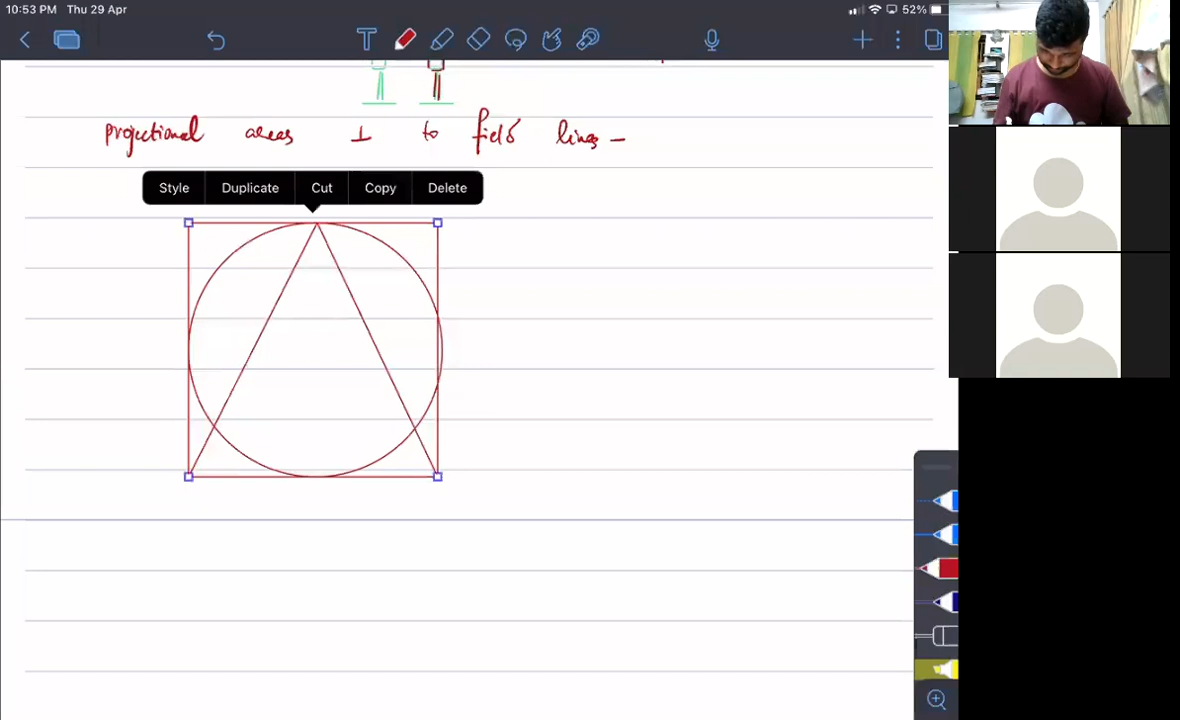 10:53 PM Thu 29 Apr
52%
projectional areas ⊥ to field lines –
Style Duplicate Cut Copy Delete